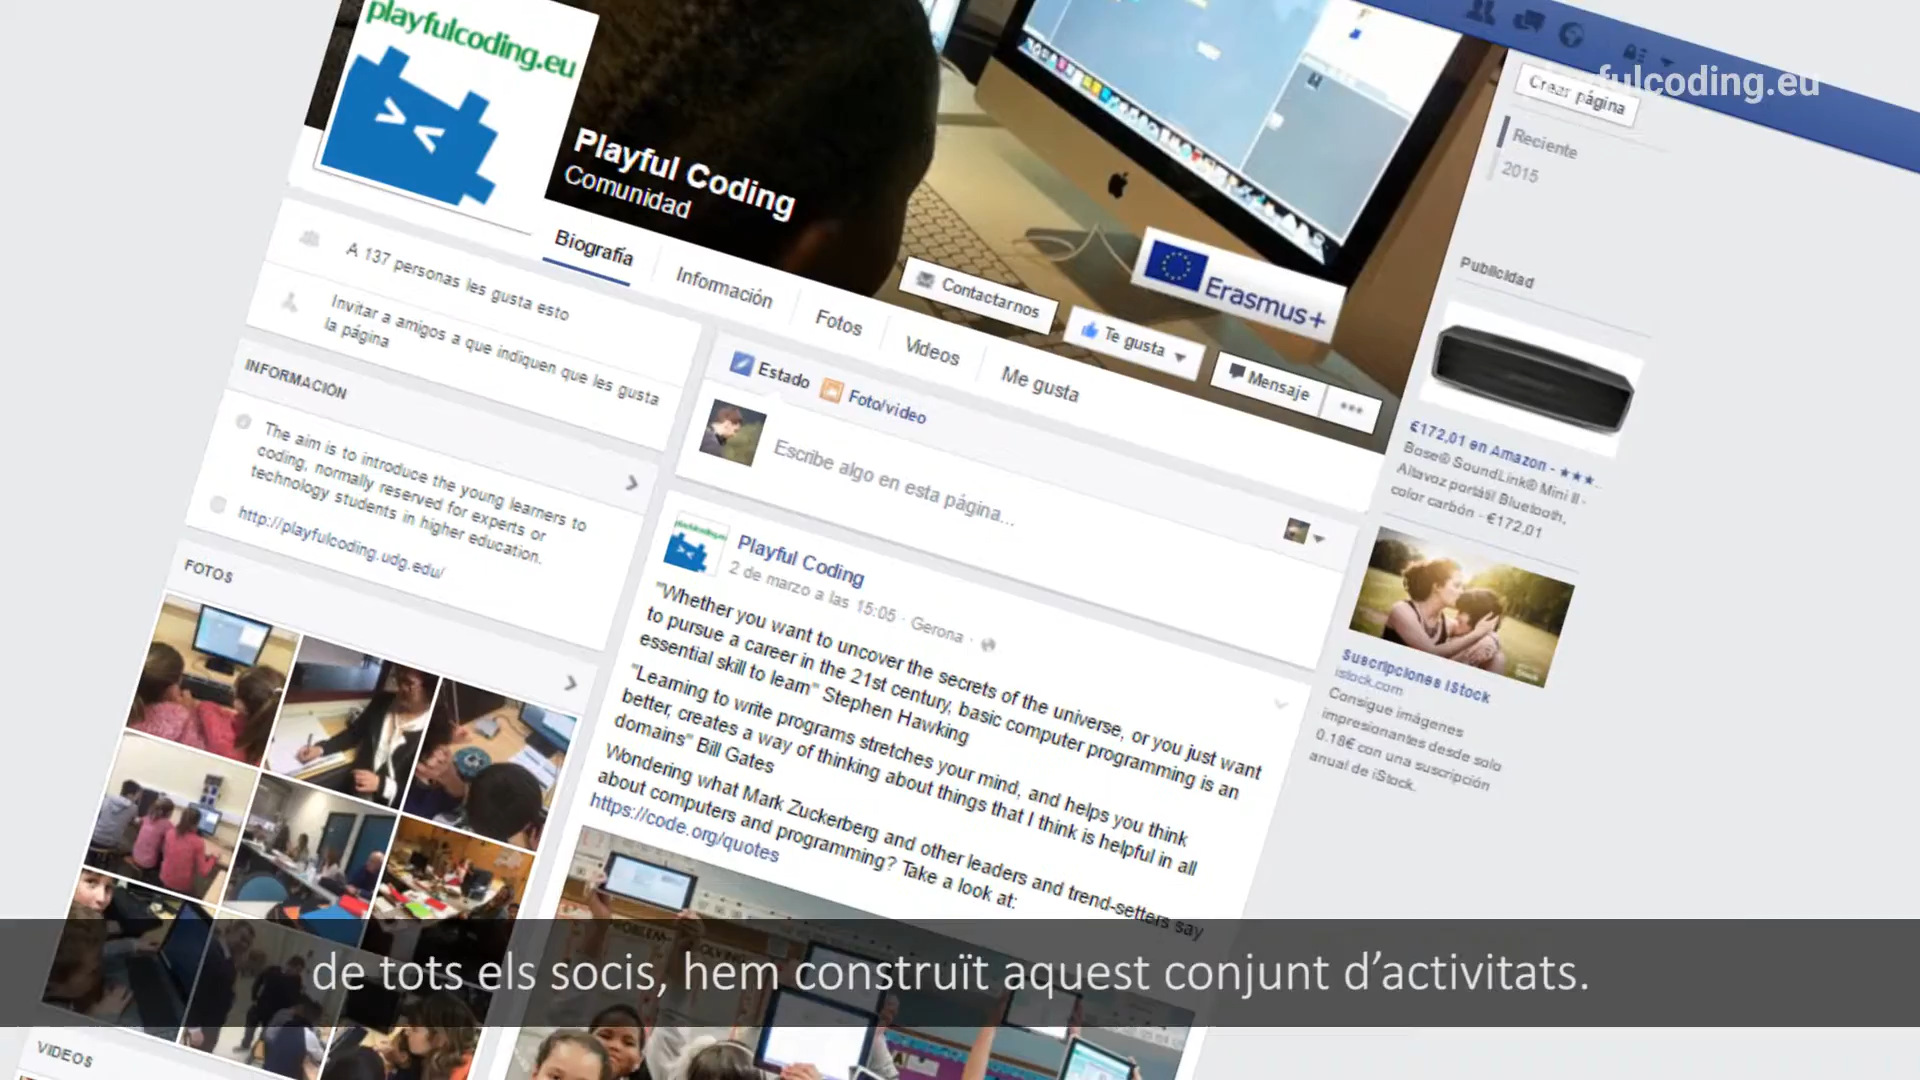 playfulcoding.eu
Playful Coding
Comunidad
Biografía
Información
Fotos
Videos
Me gusta
Contactarnos
Te gusta
Mensaje
Erasmus+
fulcoding.eu
Crear página
Reciente
2015
A 137 personas les gusta esto
Invitar a amigos a que indiquen que les gusta
la página
INFORMACIÓN
The aim is to introduce the young learners to
coding, normally reserved for experts or
technology students in higher education.
http://playfulcoding.udg.edu/
FOTOS
VIDEOS
Estado
Foto/video
Escribe algo en esta página...
playfulcoding.eu
Playful Coding
2 de marzo a las 15:05 · Gerona ·
"Whether you want to uncover the secrets of the universe, or you just want
to pursue a career in the 21st century, basic computer programming is an
essential skill to learn" Stephen Hawking
"Learning to write programs stretches your mind, and helps you think
better, creates a way of thinking about things that I think is helpful in all
domains" Bill Gates
Wondering what Mark Zuckerberg and other leaders and trend-setters say
about computers and programming? Take a look at:
https://code.org/quotes
PROBLEM
Publicidad
€172,01 en Amazon - ★★★
Bose® SoundLink® Mini II -
Altavoz portátil Bluetooth,
color carbón - €172,01
Suscripciones iStock
istock.com
Consigue imágenes
impresionantes desde solo
0.18€ con una suscripción
anual de iStock.
de tots els socis, hem construït aquest conjunt d’activitats.